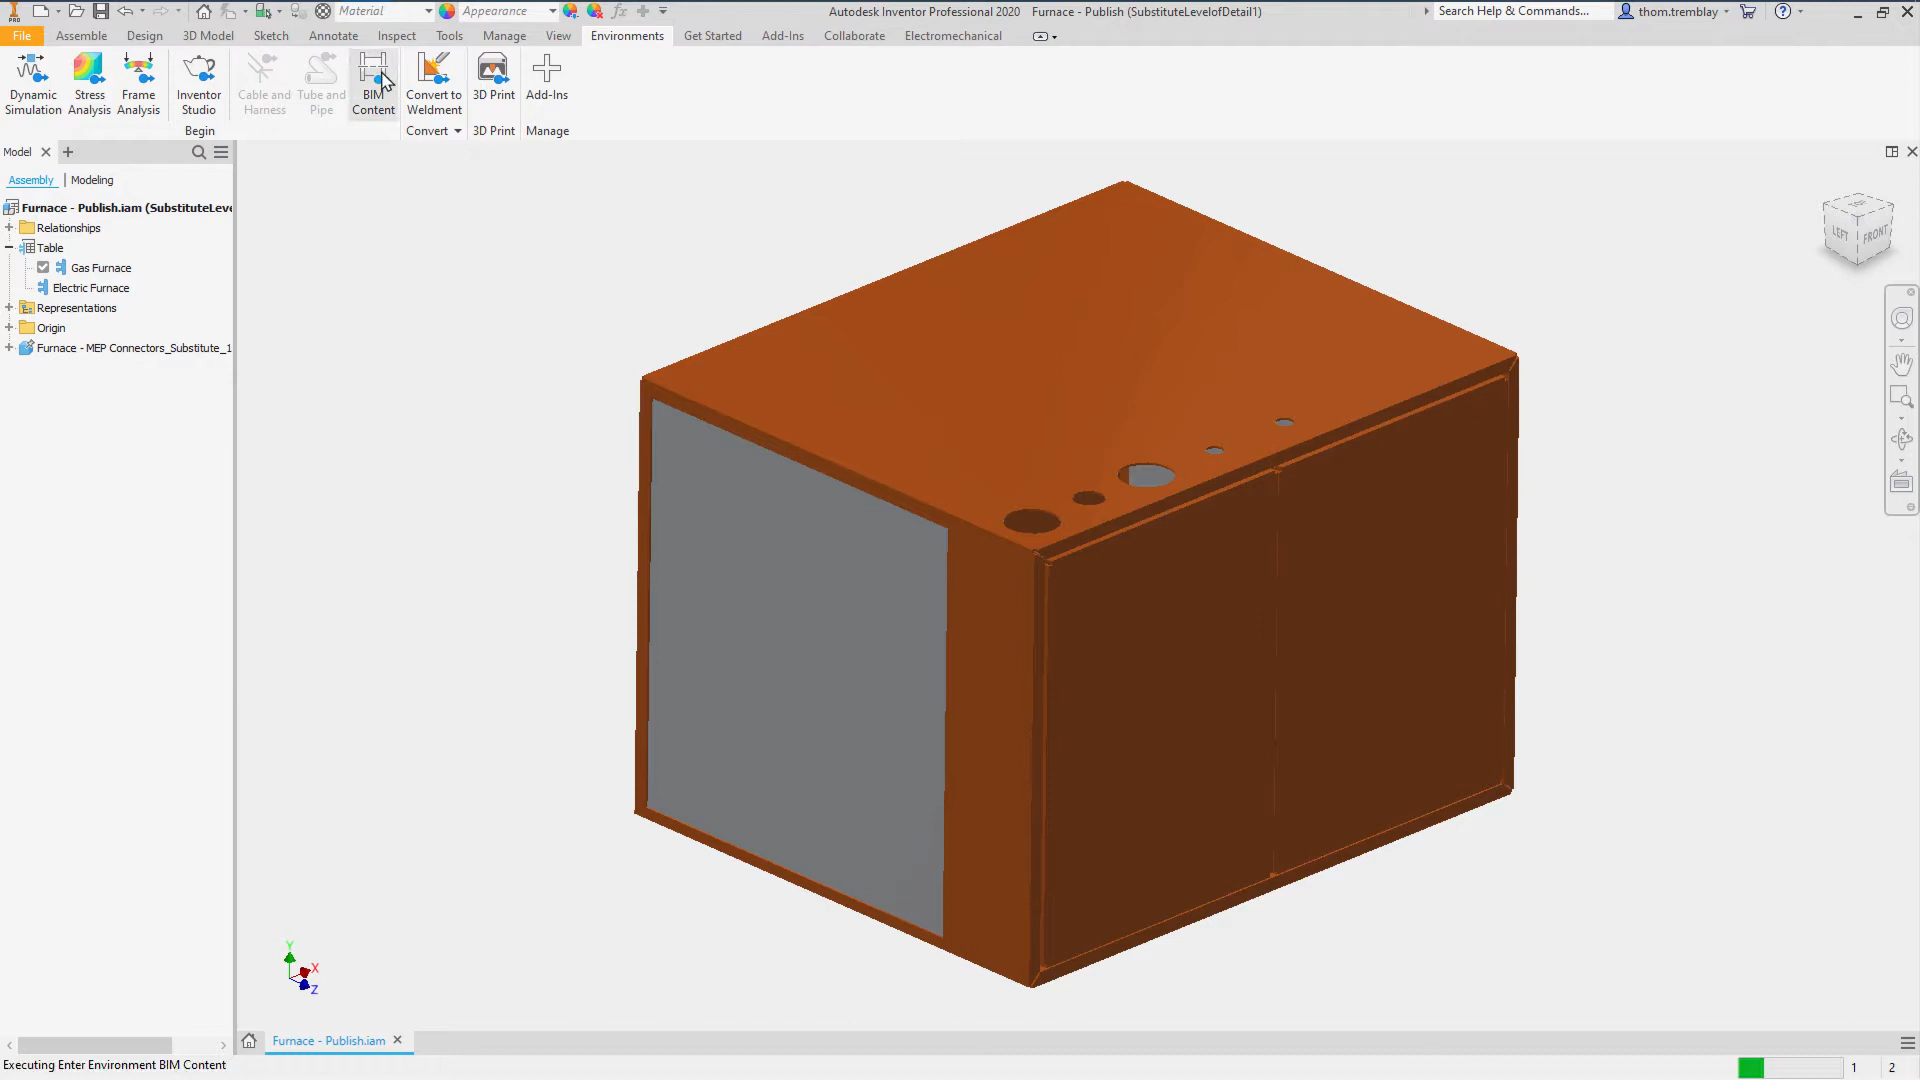 PRO
Material
Appearance
Autodesk Inventor Professional 2020 Furnace - Publish (SubstituteLevelofDetail1)
Search Help & Commands...
thom.tremblay
File Assemble Design 3D Model Sketch Annotate Inspect Tools Manage View Environments Get Started Add-Ins Collaborate Electromechanical
Dynamic Simulation
Stress Analysis
Frame Analysis
Inventor Studio
Cable and Harness
Tube and Pipe
BIM Content
Convert to Weldment
3D Print
Add-Ins
Begin
Convert
3D Print
Manage
Model
Assembly | Modeling
Furnace - Publish.iam (SubstituteLeve
Relationships
Table
Gas Furnace
Electric Furnace
Representations
Origin
Furnace - MEP Connectors_Substitute_1
LEFT
FRONT
Y
X
Z
Furnace - Publish.iam
Executing Enter Environment BIM Content
1 2